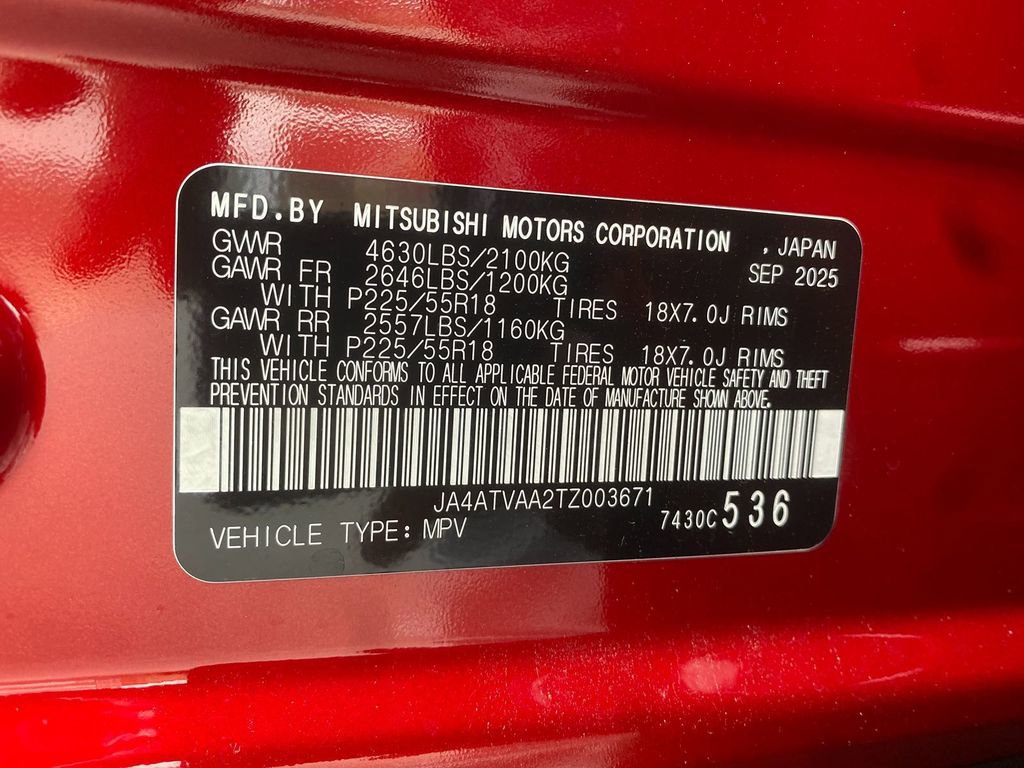 MFD.BY MITSUBISHI MOTORS CORPORATION , JAPAN
GVWR 4630LBS/2100KG SEP 2025
GAWR FR 2646LBS/1200KG
WITH P225/55R18 TIRES 18X7.0J RIMS
GAWR RR 2557LBS/1160KG
WITH P225/55R18 TIRES 18X7.0J RIMS
THIS VEHICLE CONFORMS TO ALL APPLICABLE FEDERAL MOTOR VEHICLE SAFETY AND THEFT
PREVENTION STANDARDS IN EFFECT ON THE DATE OF MANUFACTURE SHOWN ABOVE.
JA4ATVAA2TZ003671
7430C 536
VEHICLE TYPE: MPV